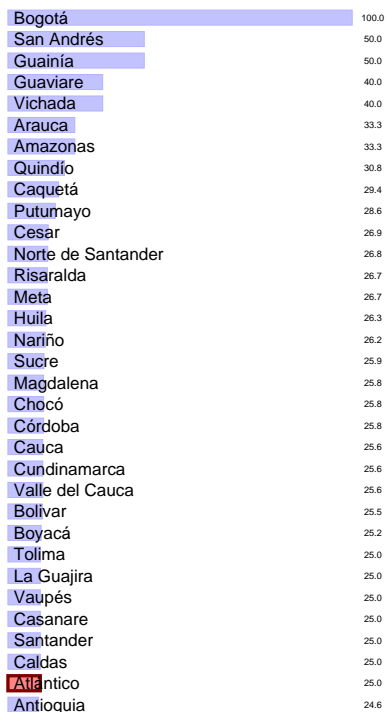 Bogotá 100.0
San Andrés 50.0
Guainía 50.0
Guaviare 40.0
Vichada 40.0
Arauca 33.3
Amazonas 33.3
Quindío 30.8
Caquetá 29.4
Putumayo 28.6
Cesar 26.9
Norte de Santander 26.8
Risaralda 26.7
Meta 26.7
Huila 26.3
Nariño 26.2
Sucre 25.9
Magdalena 25.8
Chocó 25.8
Córdoba 25.8
Cauca 25.6
Cundinamarca 25.6
Valle del Cauca 25.6
Bolivar 25.5
Boyacá 25.2
Tolima 25.0
La Guajira 25.0
Vaupés 25.0
Casanare 25.0
Santander 25.0
Caldas 25.0
Atlántico 25.0
Antioquia 24.6